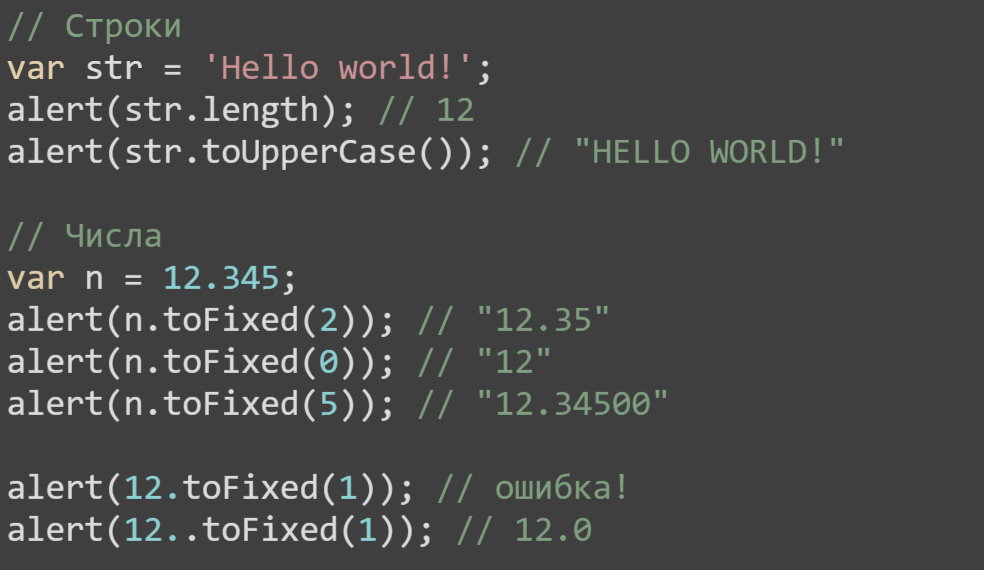 // Строки
var str = 'Hello world!';
alert(str.length); // 12
alert(str.toUpperCase()); // "HELLO WORLD!"
// Числа
var n = 12.345;
alert(n.toFixed(2)); // "12.35"
alert(n.toFixed(0)); // "12"
alert(n.toFixed(5)); // "12.34500"
alert(12.toFixed(1)); // ошибка!
alert(12..toFixed(1)); // 12.0